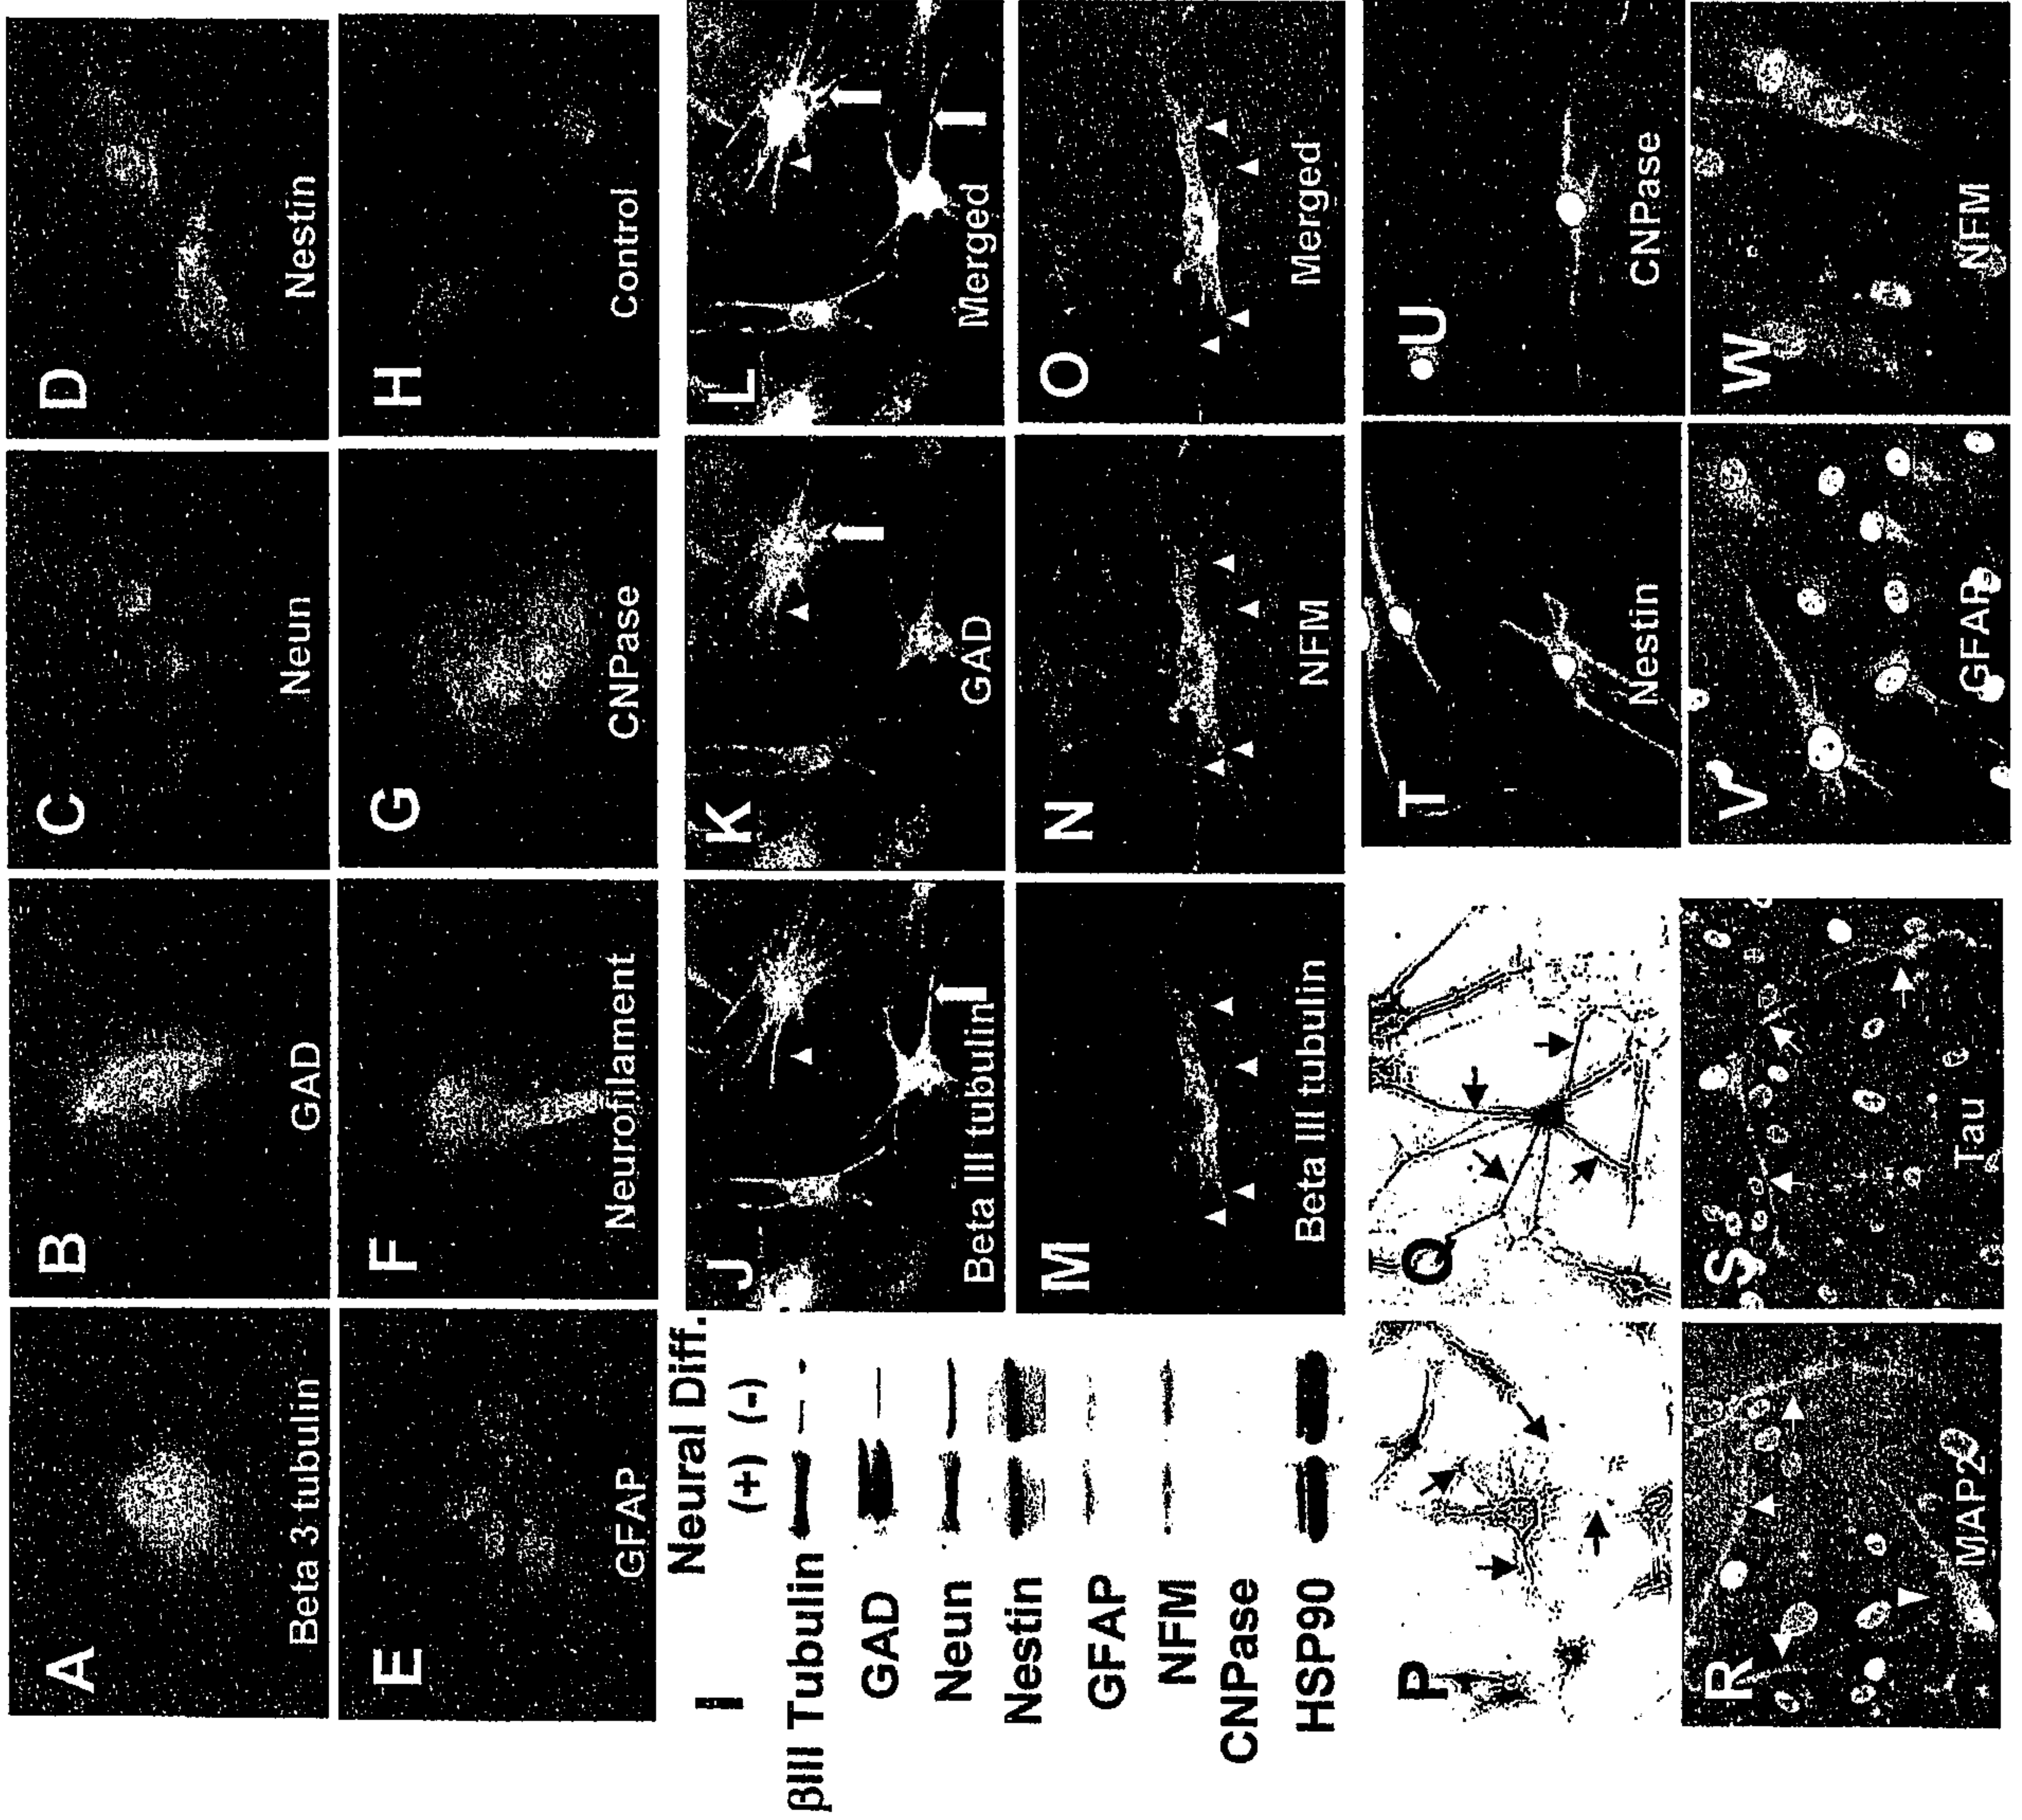 A
Beta 3 tubulin
B
GAD
C
Neun
D
Nestin
E
GFAP
F
Neurofilament
G
CNPase
H
Control
I
Neural Diff.
(+) (-)
βIII Tubulin
GAD
Neun
Nestin
GFAP
NFM
CNPase
HSP90
J
Beta III tubulin
K
GAD
L
Merged
M
Beta III tubulin
N
NFM
O
Merged
P
Q
R
MAP2
S
Tau
T
Nestin
U
CNPase
V
GFAP
W
NFM